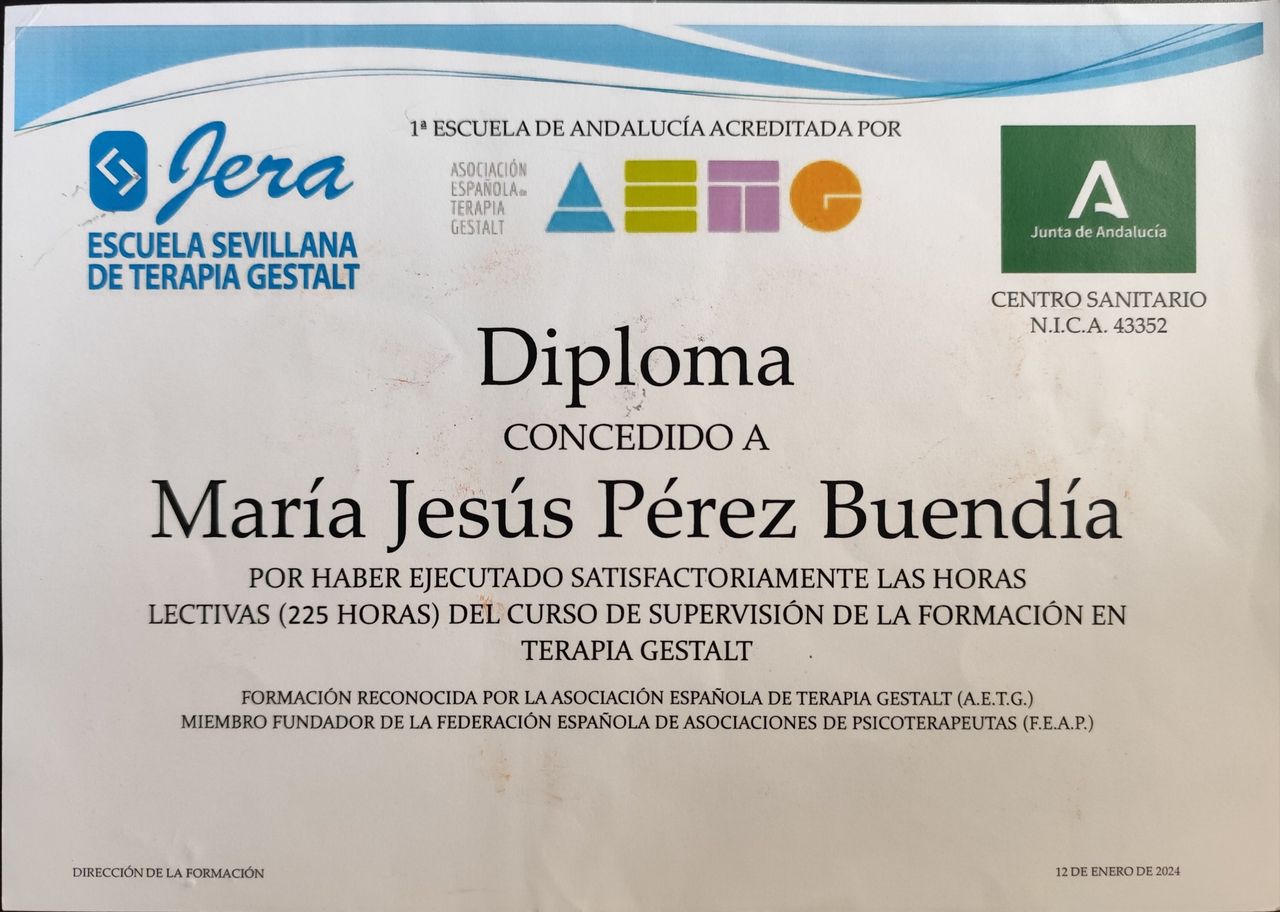 1ª ESCUELA DE ANDALUCÍA ACREDITADA POR
Jera
ESCUELA SEVILLANA
DE TERAPIA GESTALT
ASOCIACIÓN
ESPAÑOLA de
TERAPIA
GESTALT
AETG
Junta de Andalucía
CENTRO SANITARIO
N.I.C.A. 43352
Diploma
CONCEDIDO A
María Jesús Pérez Buendía
POR HABER EJECUTADO SATISFACTORIAMENTE LAS HORAS
LECTIVAS (225 HORAS) DEL CURSO DE SUPERVISIÓN DE LA FORMACIÓN EN
TERAPIA GESTALT
FORMACIÓN RECONOCIDA POR LA ASOCIACIÓN ESPAÑOLA DE TERAPIA GESTALT (A.E.T.G.)
MIEMBRO FUNDADOR DE LA FEDERACIÓN ESPAÑOLA DE ASOCIACIONES DE PSICOTERAPEUTAS (F.E.A.P.)
DIRECCIÓN DE LA FORMACIÓN
12 DE ENERO DE 2024